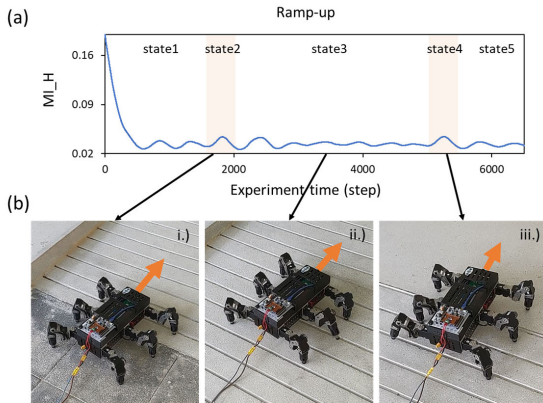 Ramp-up
(a)
state1
state2
state3
state4
state5
MI_H
0.16
0.09
0.02
0
2000
4000
6000
Experiment time (step)
(b)
i.)
ii.)
iii.)